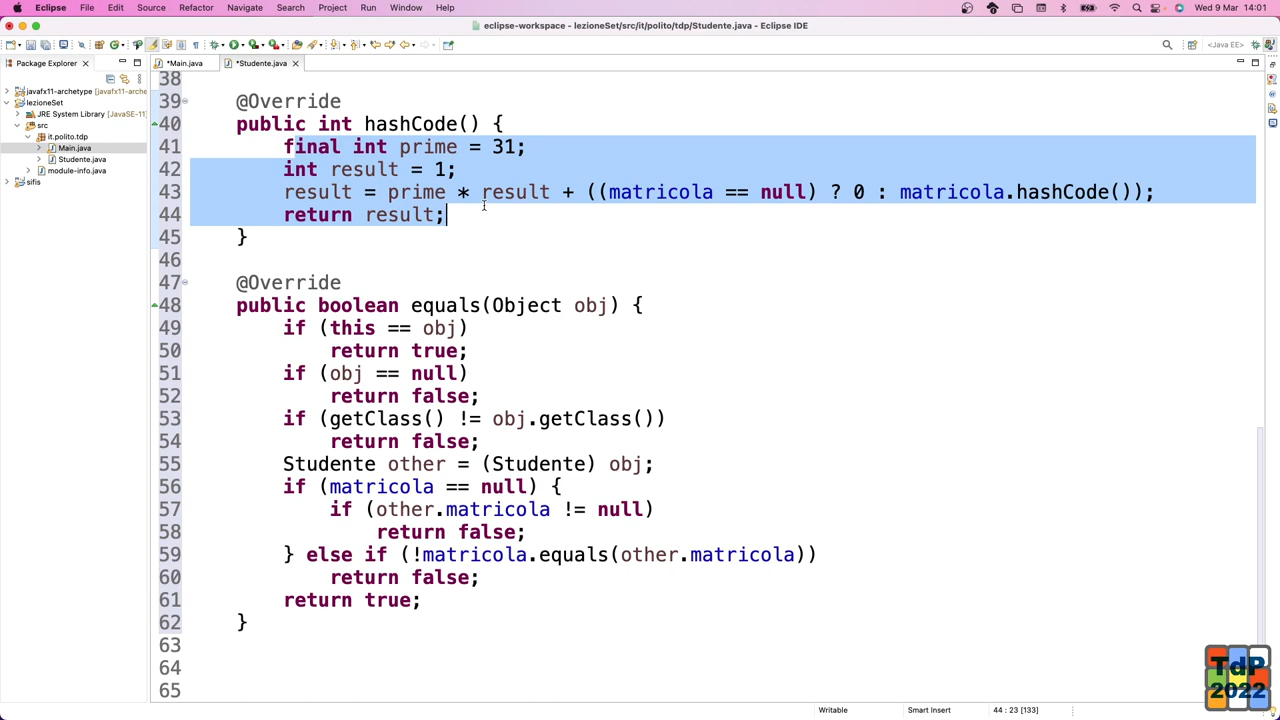 Eclipse File Edit Source Refactor Navigate Search Project Run Window Help Wed 9 Mar 14:01
eclipse-workspace - lezioneSet/src/it/polito/tdp/Studente.java - Eclipse IDE
<Java EE>
Package Explorer
*Main.java
*Studente.java
javafx11-archetype [javafx11-arche
lezioneSet
JRE System Library [JavaSE-11]
src
it.polito.tdp
Main.java
Studente.java
module-info.java
sifis
38
39 @Override
40 public int hashCode() {
41 final int prime = 31;
42 int result = 1;
43 result = prime * result + ((matricola == null) ? 0 : matricola.hashCode());
44 return result;
45 }
46
47 @Override
48 public boolean equals(Object obj) {
49 if (this == obj)
50 return true;
51 if (obj == null)
52 return false;
53 if (getClass() != obj.getClass())
54 return false;
55 Studente other = (Studente) obj;
56 if (matricola == null) {
57 if (other.matricola != null)
58 return false;
59 } else if (!matricola.equals(other.matricola))
60 return false;
61 return true;
62 }
63
64
65
TdP
2022
Writable Smart Insert 44 : 23 [133]